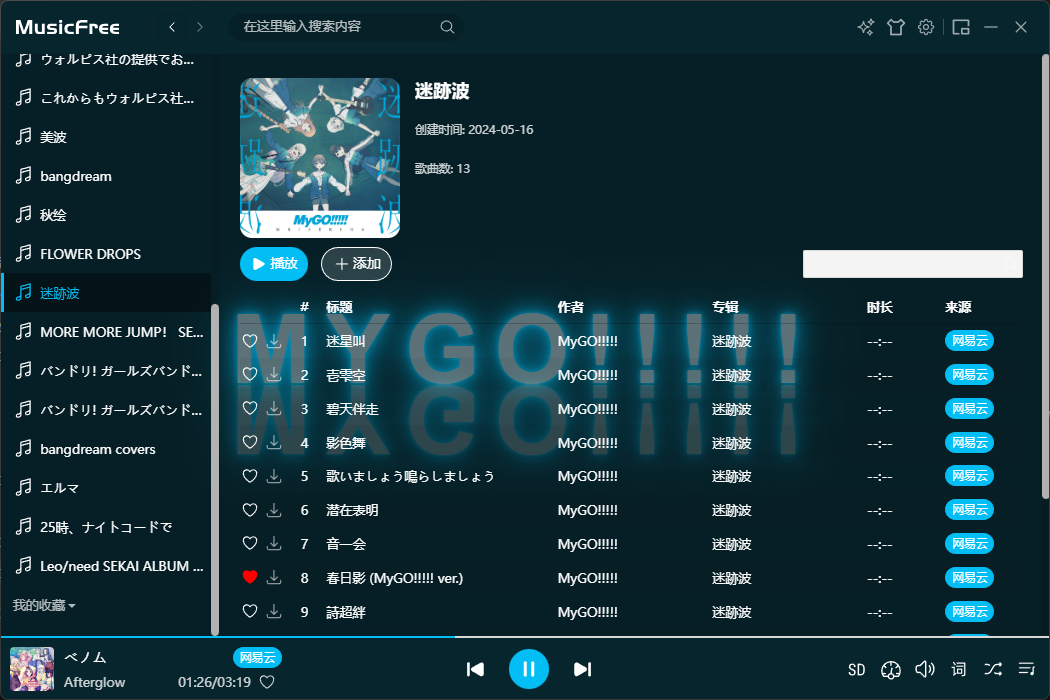 MusicFree
在这里输入搜索内容
ウォルピス社の提供でお...
これからもウォルピス社...
美波
bangdream
秋绘
FLOWER DROPS
迷跡波
MORE MORE JUMP! SE...
バンドリ! ガールズバンド...
バンドリ! ガールズバンド...
bangdream covers
エルマ
25時、ナイトコードで
Leo/need SEKAI ALBUM ...
我的收藏
迷跡波
创建时间: 2024-05-16
歌曲数: 13
MyGO!!!!!
播放
添加
MYGO!!!!!
# 标题 作者 专辑 时长 来源
1 迷星叫 MyGO!!!!! 迷跡波 --:-- 网易云
2 壱雫空 MyGO!!!!! 迷跡波 --:-- 网易云
3 碧天伴走 MyGO!!!!! 迷跡波 --:-- 网易云
4 影色舞 MyGO!!!!! 迷跡波 --:-- 网易云
5 歌いましょう鳴らしましょう MyGO!!!!! 迷跡波 --:-- 网易云
6 潜在表明 MyGO!!!!! 迷跡波 --:-- 网易云
7 音一会 MyGO!!!!! 迷跡波 --:-- 网易云
8 春日影 (MyGO!!!!! ver.) MyGO!!!!! 迷跡波 --:-- 网易云
9 詩超絆 MyGO!!!!! 迷跡波 --:-- 网易云
ベノム 网易云
Afterglow 01:26/03:19
SD 词